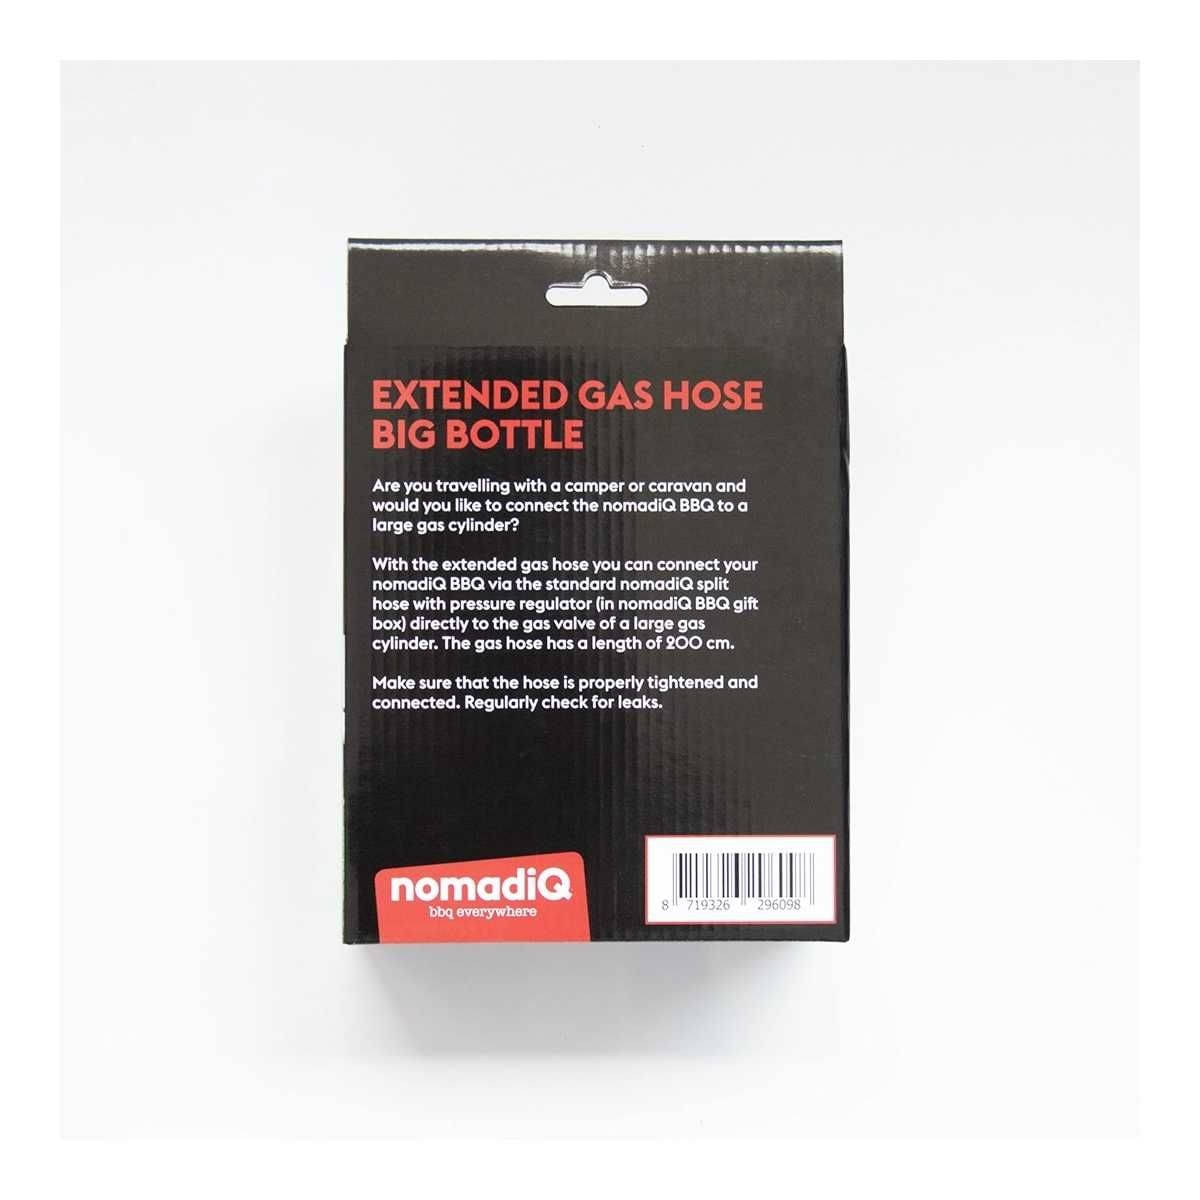 EXTENDED GAS HOSE
BIG BOTTLE
Are you travelling with a camper or caravan and
would you like to connect the nomadiQ BBQ to a
large gas cylinder?
With the extended gas hose you can connect your
nomadiQ BBQ via the standard nomadiQ split
hose with pressure regulator (in nomadiQ BBQ gift
box) directly to the gas valve of a large gas
cylinder. The gas hose has a length of 200 cm.
Make sure that the hose is properly tightened and
connected. Regularly check for leaks.
nomadiQ
bbq everywhere
8 719326 296098